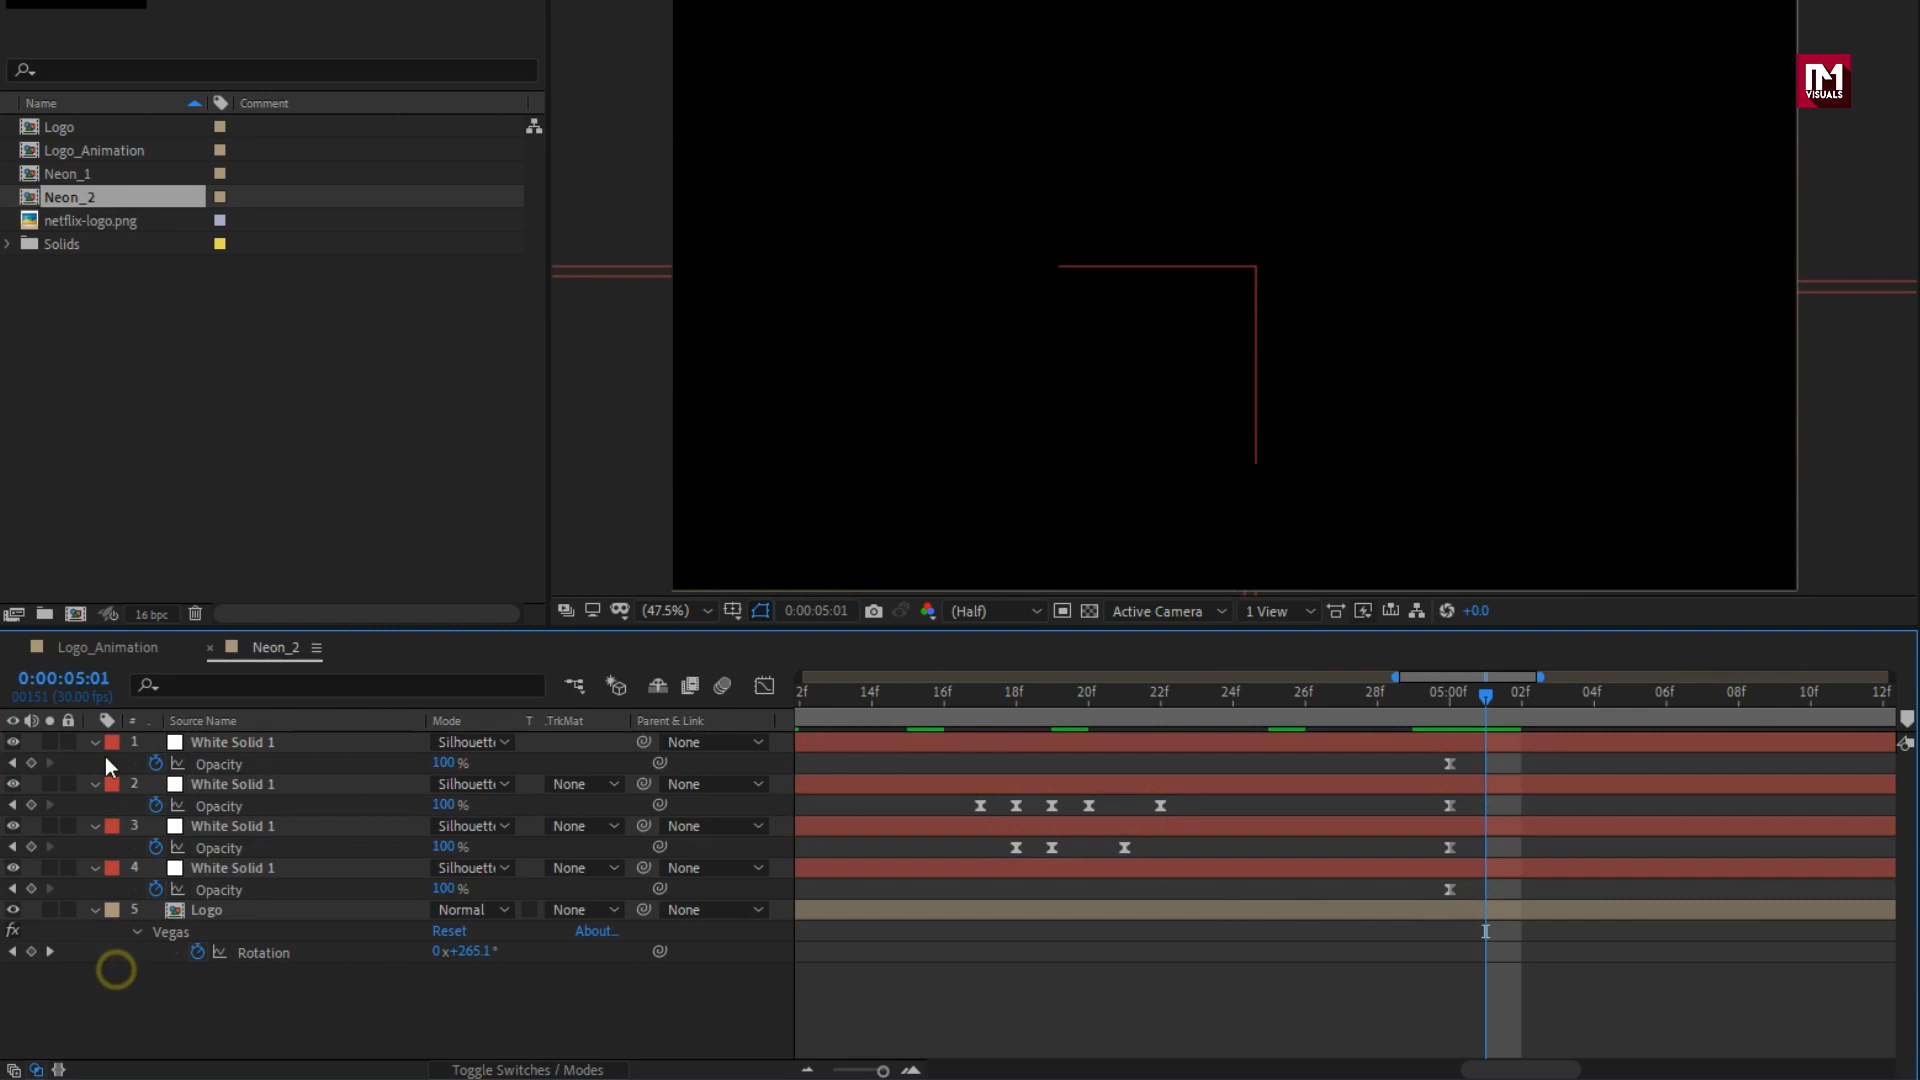 Name Comment
Logo
Logo_Animation
Neon_1
Neon_2
netflix-logo.png
Solids
IM
VISUALS
16 bpc
(47.5%) 0:00:05:01 (Half) Active Camera 1 View +0.0
Logo_Animation × Neon_2
0:00:05:01
00151 (30.00 fps)
2f 14f 16f 18f 20f 22f 24f 26f 28f 05:00f 02f 04f 06f 08f 10f 12f
# . Source Name Mode T .TrkMat Parent & Link
1 White Solid 1 Silhouette None
Opacity 100 %
2 White Solid 1 Silhouette None None
Opacity 100 %
3 White Solid 1 Silhouette None None
Opacity 100 %
4 White Solid 1 Silhouette None None
Opacity 100 %
5 Logo Normal None None
fx Vegas Reset About...
Rotation 0 x+265.1 °
Toggle Switches / Modes